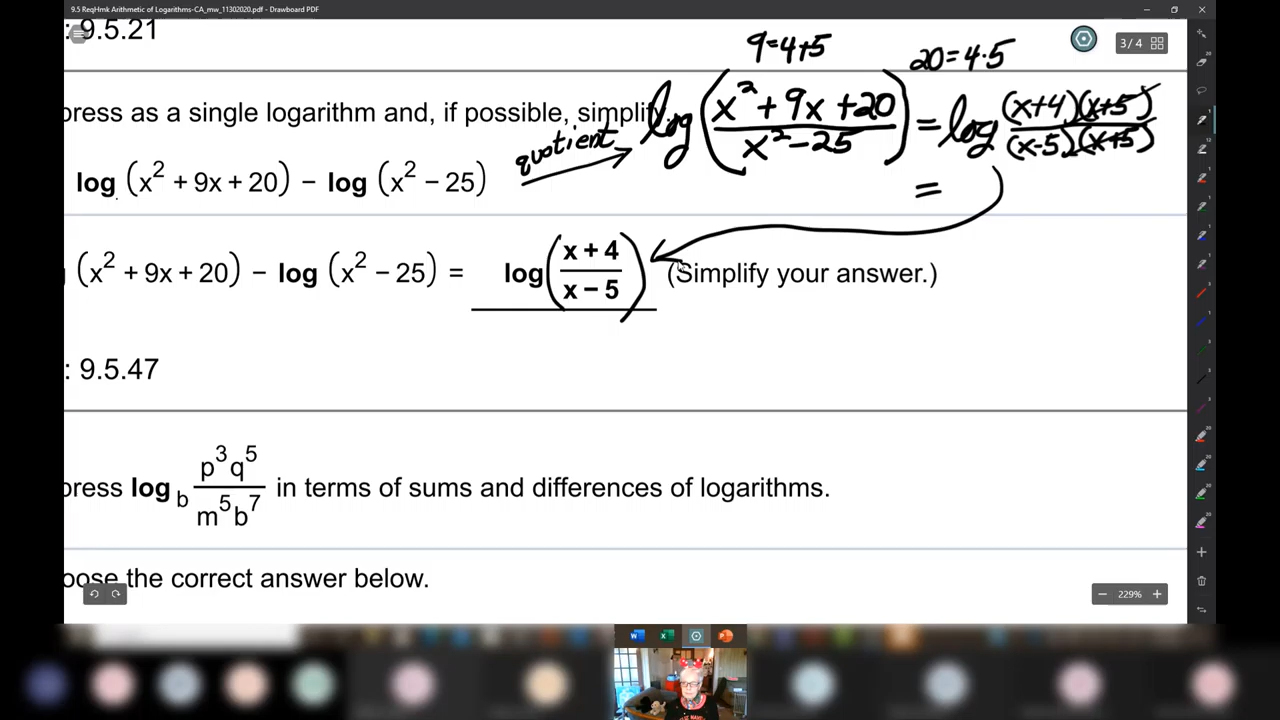 9.5 ReqHmk Arithmetic of Logarithms-CA_mw_11302020.pdf - Drawboard PDF
: 9.5.21
3/4
9=4+5
20=4·5
press as a single logarithm and, if possible, simplify.
quotient
log((x²+9x+20)/(x²-25)) = log (x+4)(x+5)/(x-5)(x+5)
=
log (x² + 9x + 20) − log (x² − 25)
(x² + 9x + 20) − log (x² − 25) = log((x + 4)/(x − 5)) (Simplify your answer.)
: 9.5.47
press log_b p³q⁵/m⁵b⁷ in terms of sums and differences of logarithms.
oose the correct answer below.
229%